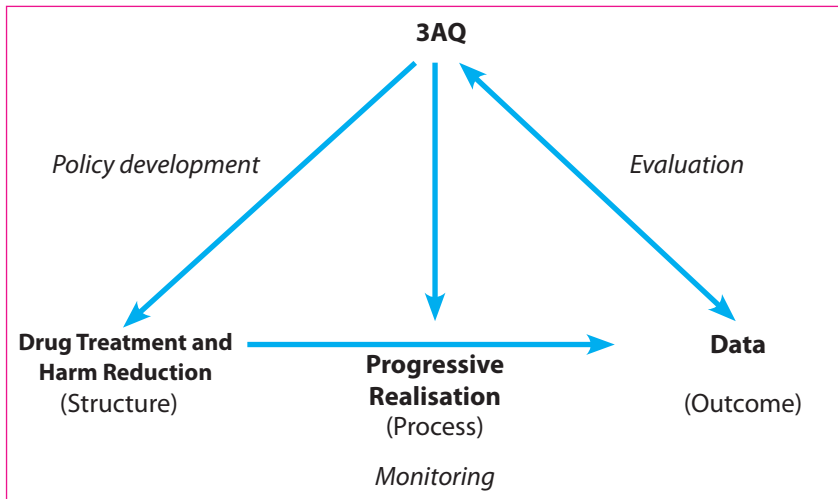 3AQ
Policy development
Evaluation
Drug Treatment and
Harm Reduction
(Structure)
Progressive
Realisation
(Process)
Data
(Outcome)
Monitoring